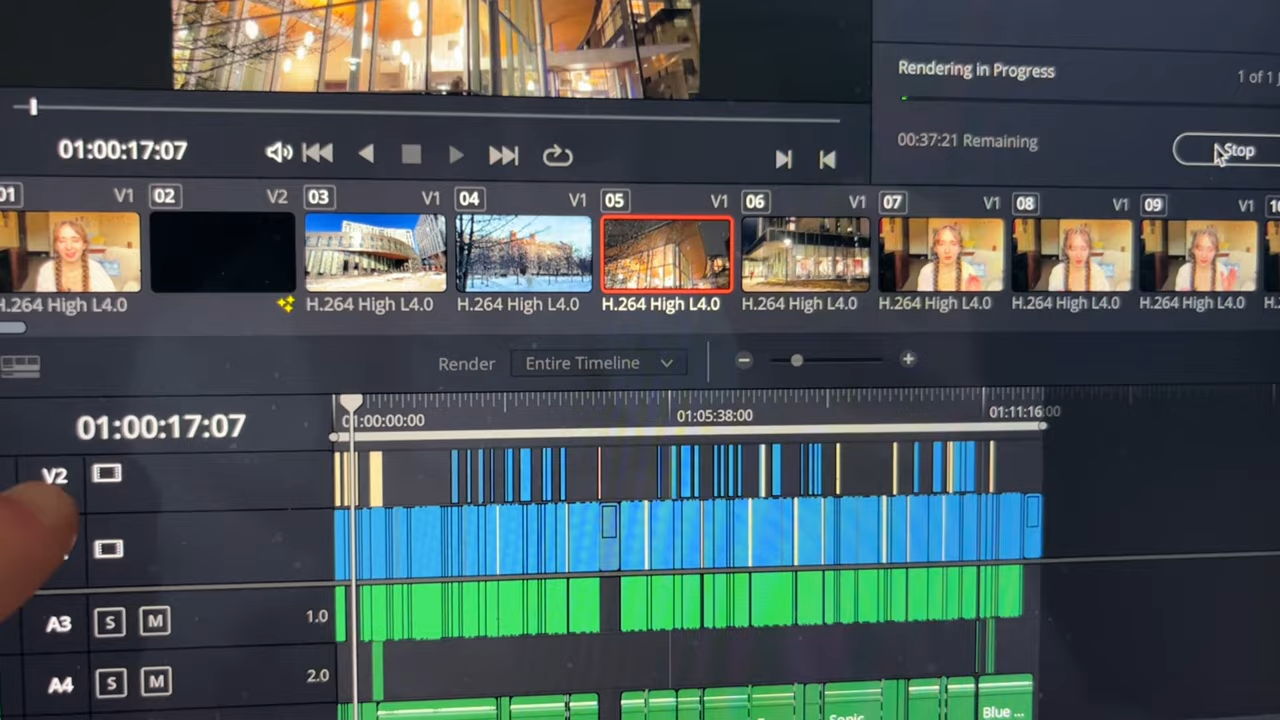 Rendering in Progress
1 of 1
00:37:21 Remaining
Stop
01:00:17:07
01 V1 02 V2 03 V1 04 V1 05 V1 06 V1 07 V1 08 V1 09 V1 10
H.264 High L4.0 H.264 High L4.0 H.264 High L4.0 H.264 High L4.0 H.264 High L4.0 H.264 High L4.0 H.264 High L4.0 H.264 High L4.0
Render Entire Timeline
01:00:17:07
01:00:00:00 01:05:38:00 01:11:16:00
V2
A3 S M 1.0
A4 S M 2.0
Sonic
Blue ...